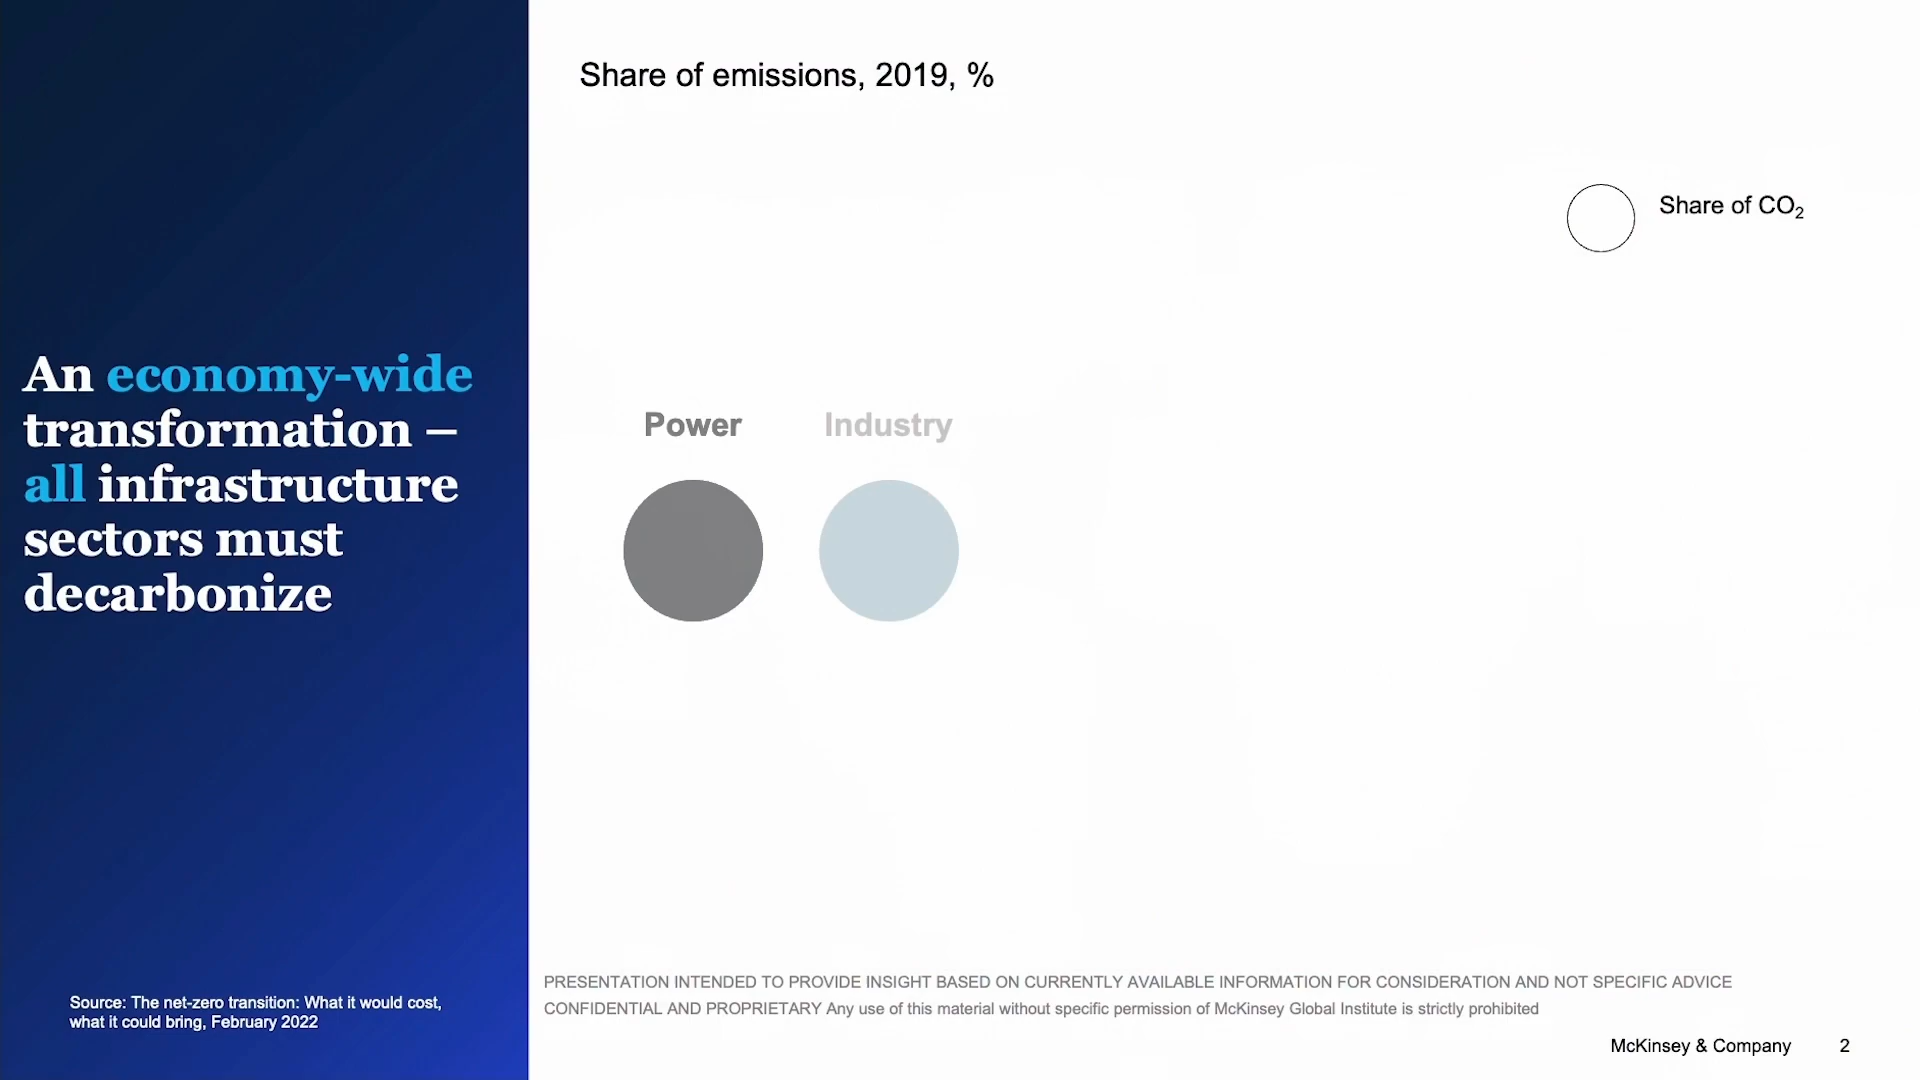 An economy-wide
transformation –
all infrastructure
sectors must
decarbonize
Source: The net-zero transition: What it would cost,
what it could bring, February 2022
Share of emissions, 2019, %
Share of CO₂
Power
Industry
PRESENTATION INTENDED TO PROVIDE INSIGHT BASED ON CURRENTLY AVAILABLE INFORMATION FOR CONSIDERATION AND NOT SPECIFIC ADVICE
CONFIDENTIAL AND PROPRIETARY Any use of this material without specific permission of McKinsey Global Institute is strictly prohibited
McKinsey & Company
2